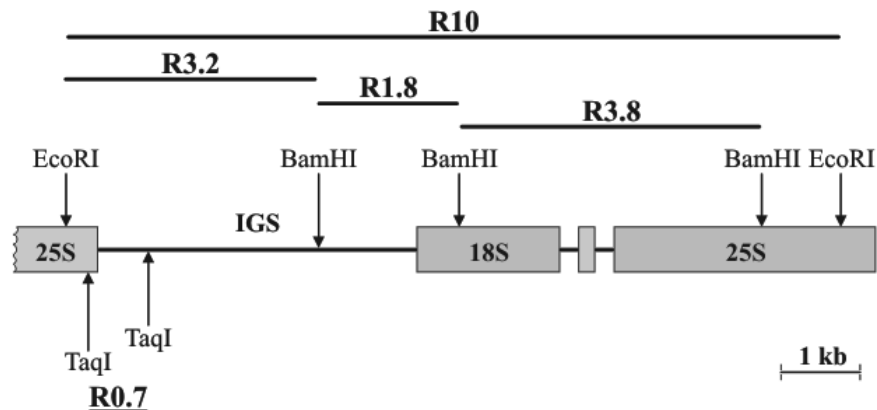 R10
R3.2
R1.8
R3.8
EcoRI BamHI BamHI BamHI EcoRI
IGS
25S 18S 25S
TaqI
TaqI
1 kb
R0.7